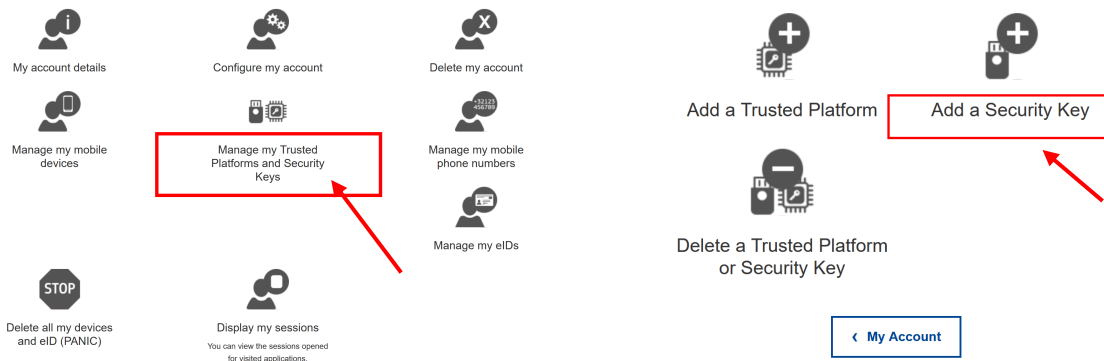 i
X
My account details
Configure my account
Delete my account
+32123
456789
Manage my mobile
devices
Manage my Trusted
Platforms and Security
Keys
Manage my mobile
phone numbers
Manage my eIDs
STOP
Delete all my devices
and eID (PANIC)
Display my sessions
You can view the sessions opened
for visited applications.
Add a Trusted Platform
Add a Security Key
Delete a Trusted Platform
or Security Key
‹ My Account